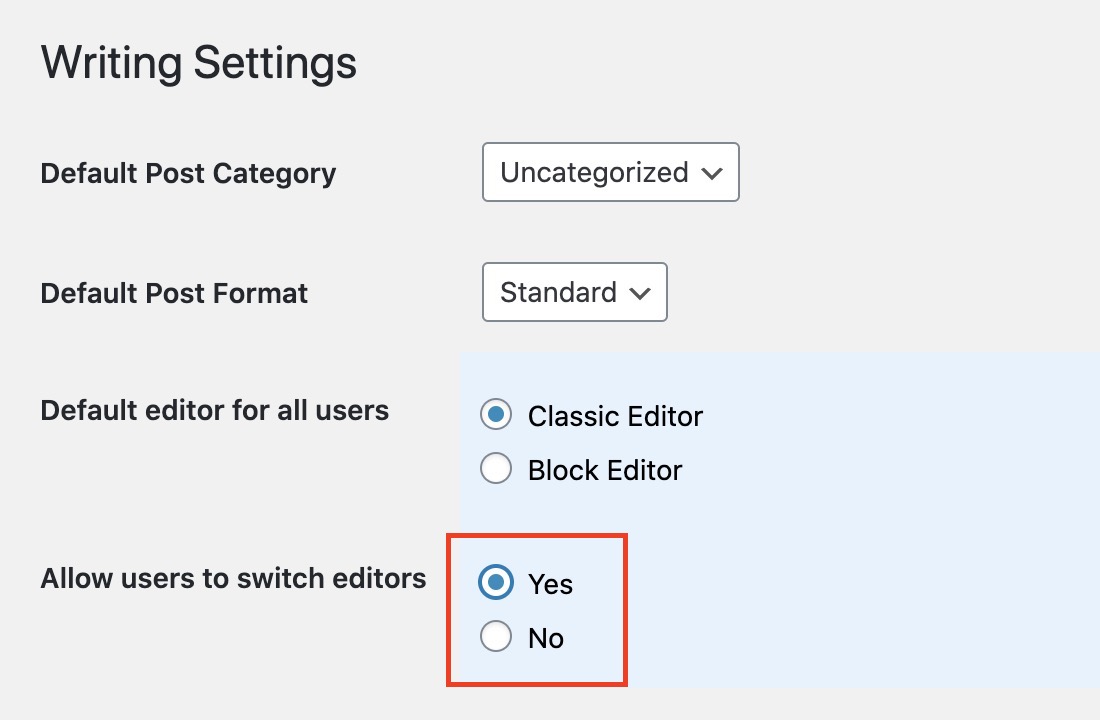 Writing Settings
Default Post Category
Uncategorized
Default Post Format
Standard
Default editor for all users
Classic Editor
Block Editor
Allow users to switch editors
Yes
No